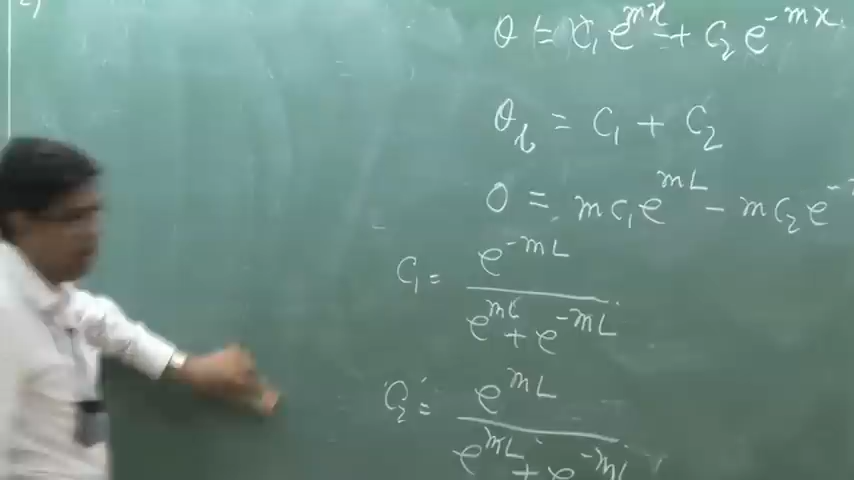 θ = C₁e^{mx} + C₂e^{-mx}
θ_b = C₁ + C₂
0 = mC₁e^{mL} - mC₂e^{-
C₁ = e^{-mL} / (e^{mL} + e^{-mL})
C₂ = e^{mL} / (e^{mL} + e^{-mL})